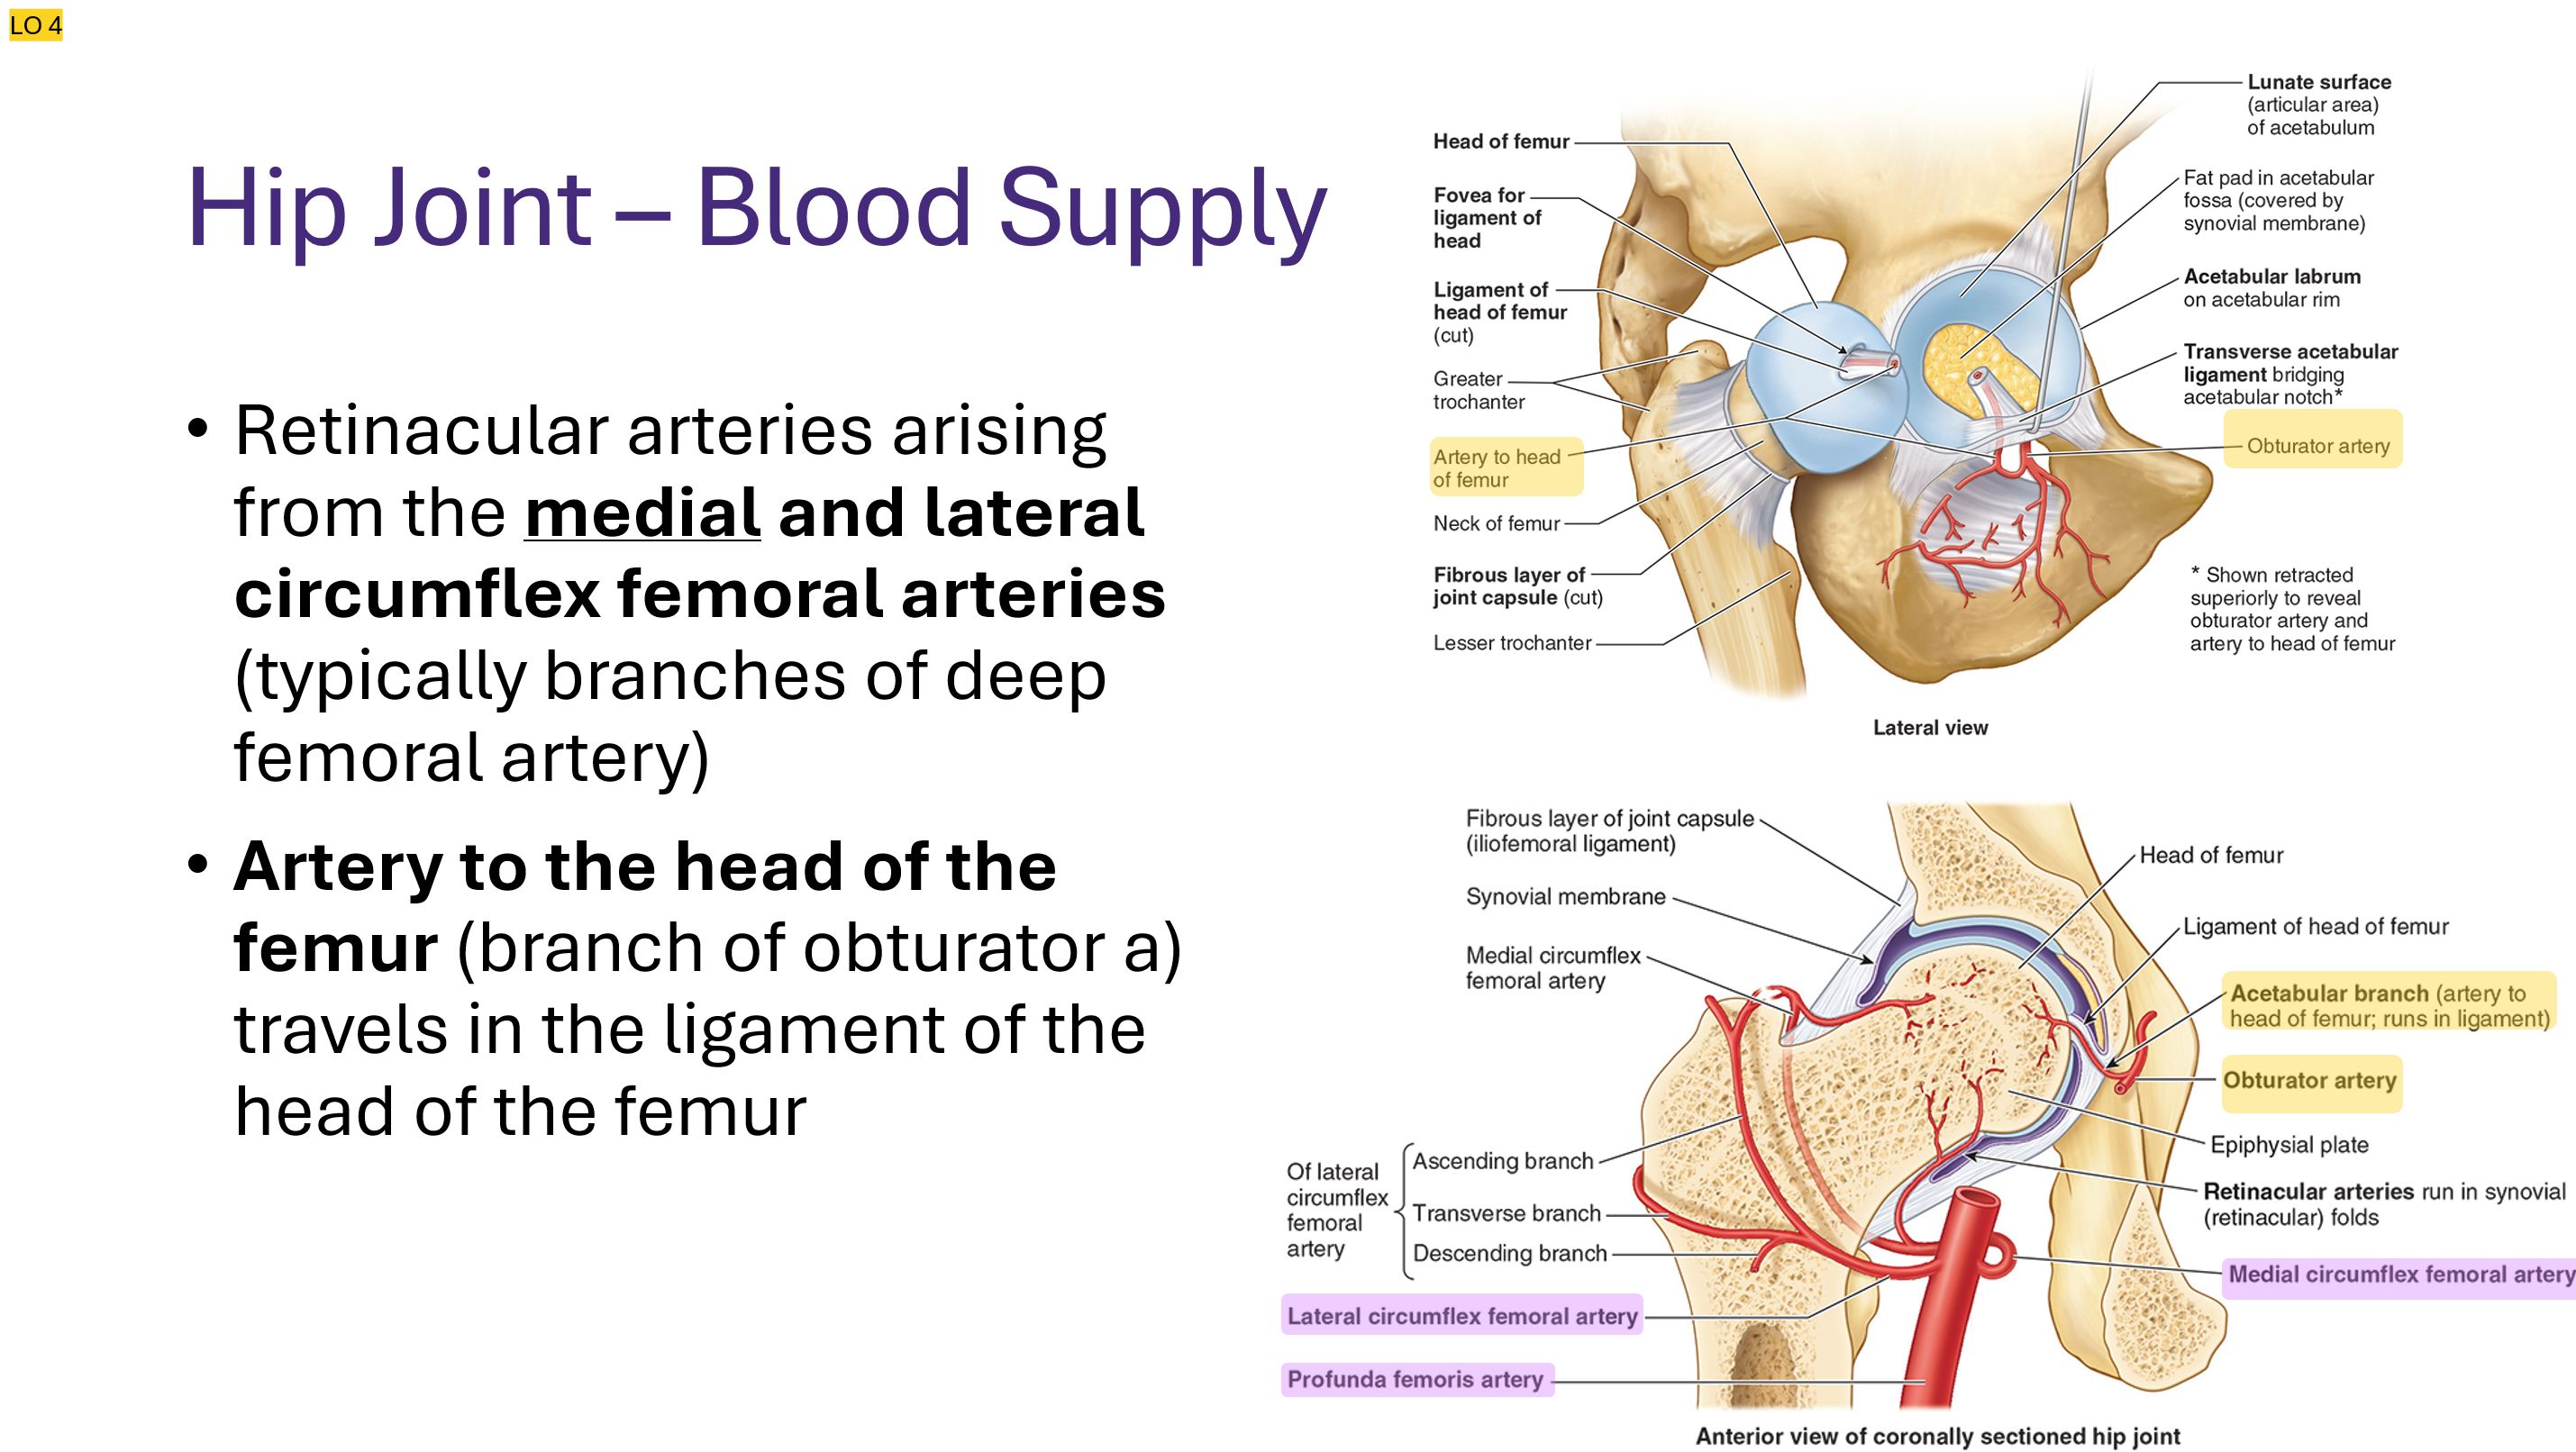 LO 4
Hip Joint – Blood Supply
• Retinacular arteries arising
from the medial and lateral
circumflex femoral arteries
(typically branches of deep
femoral artery)
• Artery to the head of the
femur (branch of obturator a)
travels in the ligament of the
head of the femur
Head of femur
Fovea for
ligament of
head
Ligament of
head of femur
(cut)
Greater
trochanter
Artery to head
of femur
Neck of femur
Fibrous layer of
joint capsule (cut)
Lesser trochanter
Lunate surface
(articular area)
of acetabulum
Fat pad in acetabular
fossa (covered by
synovial membrane)
Acetabular labrum
on acetabular rim
Transverse acetabular
ligament bridging
acetabular notch*
Obturator artery
* Shown retracted
superiorly to reveal
obturator artery and
artery to head of femur
Lateral view
Fibrous layer of joint capsule
(iliofemoral ligament)
Synovial membrane
Medial circumflex
femoral artery
Of lateral
circumflex
femoral
artery
Ascending branch
Transverse branch
Descending branch
Lateral circumflex femoral artery
Profunda femoris artery
Head of femur
Ligament of head of femur
Acetabular branch (artery to
head of femur; runs in ligament)
Obturator artery
Epiphysial plate
Retinacular arteries run in synovial
(retinacular) folds
Medial circumflex femoral artery
Anterior view of coronally sectioned hip joint